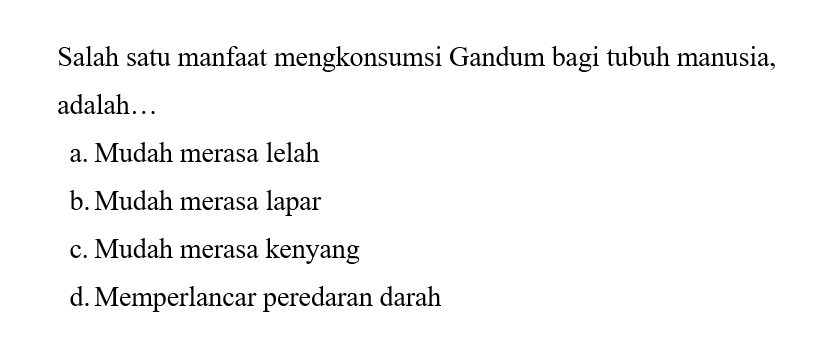 Salah satu manfaat mengkonsumsi Gandum bagi tubuh manusia,
adalah…
a. Mudah merasa lelah
b. Mudah merasa lapar
c. Mudah merasa kenyang
d. Memperlancar peredaran darah